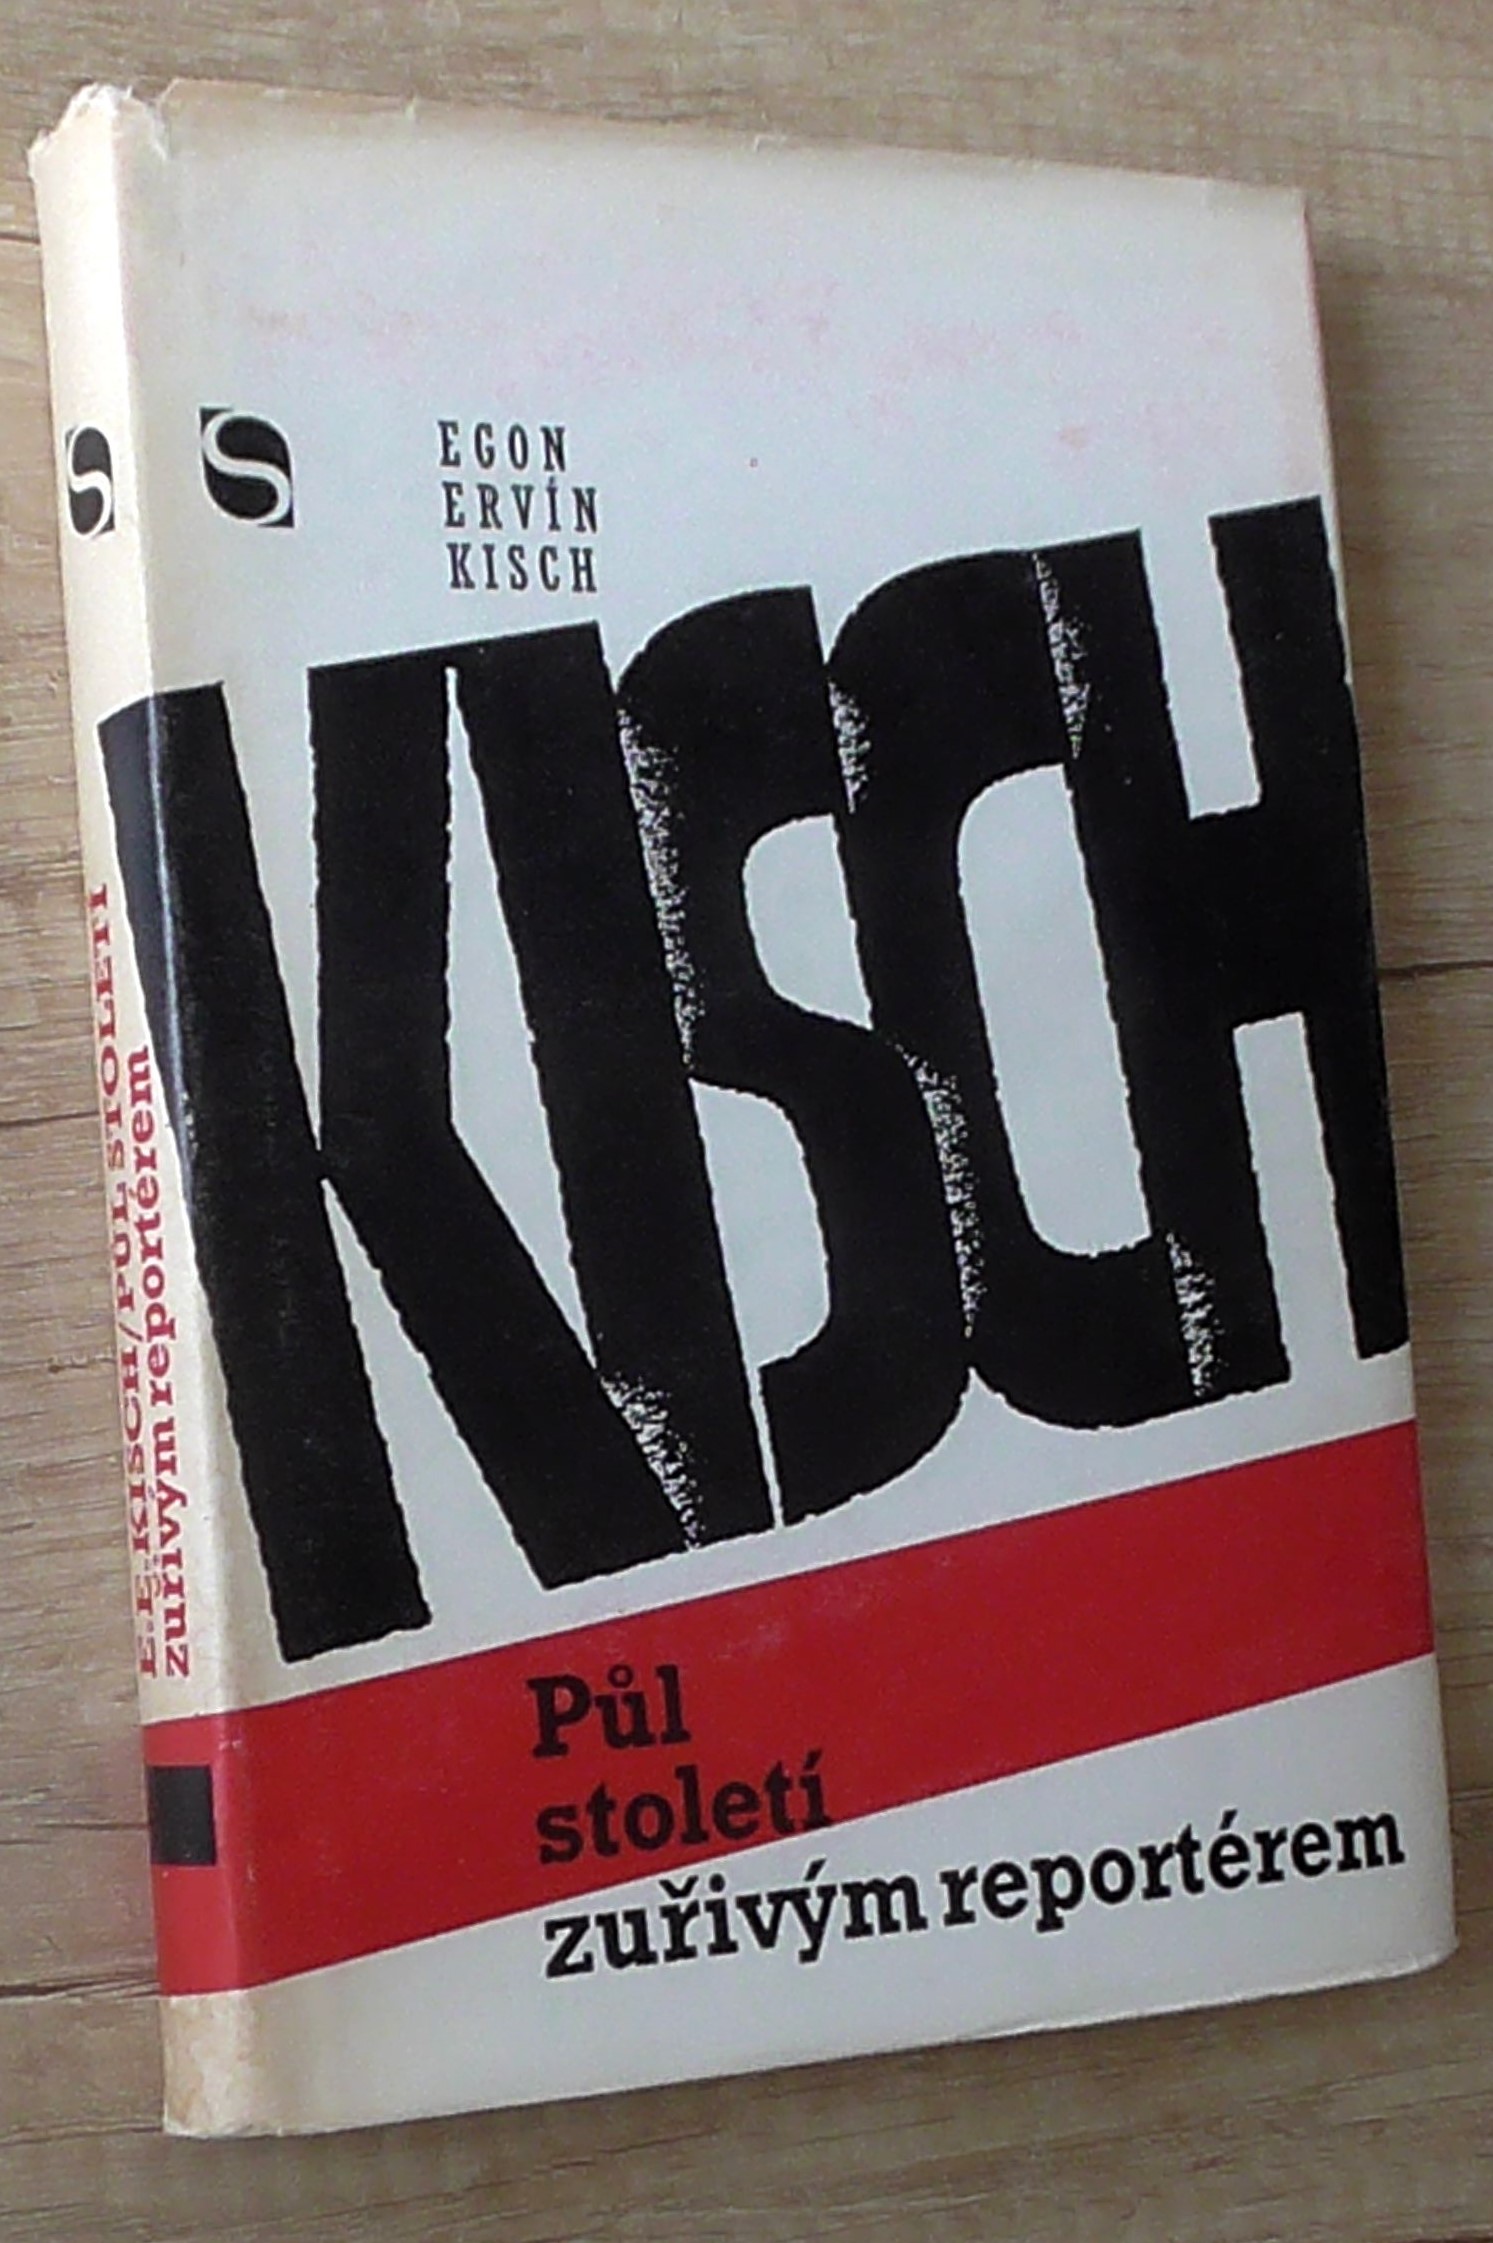 S
S
EGON
ERVÍN
KISCH
KISCH
Půl
století
zuřivým reportérem
E. E. KISCH / PŮL STOLETÍ
zuřivým reportérem